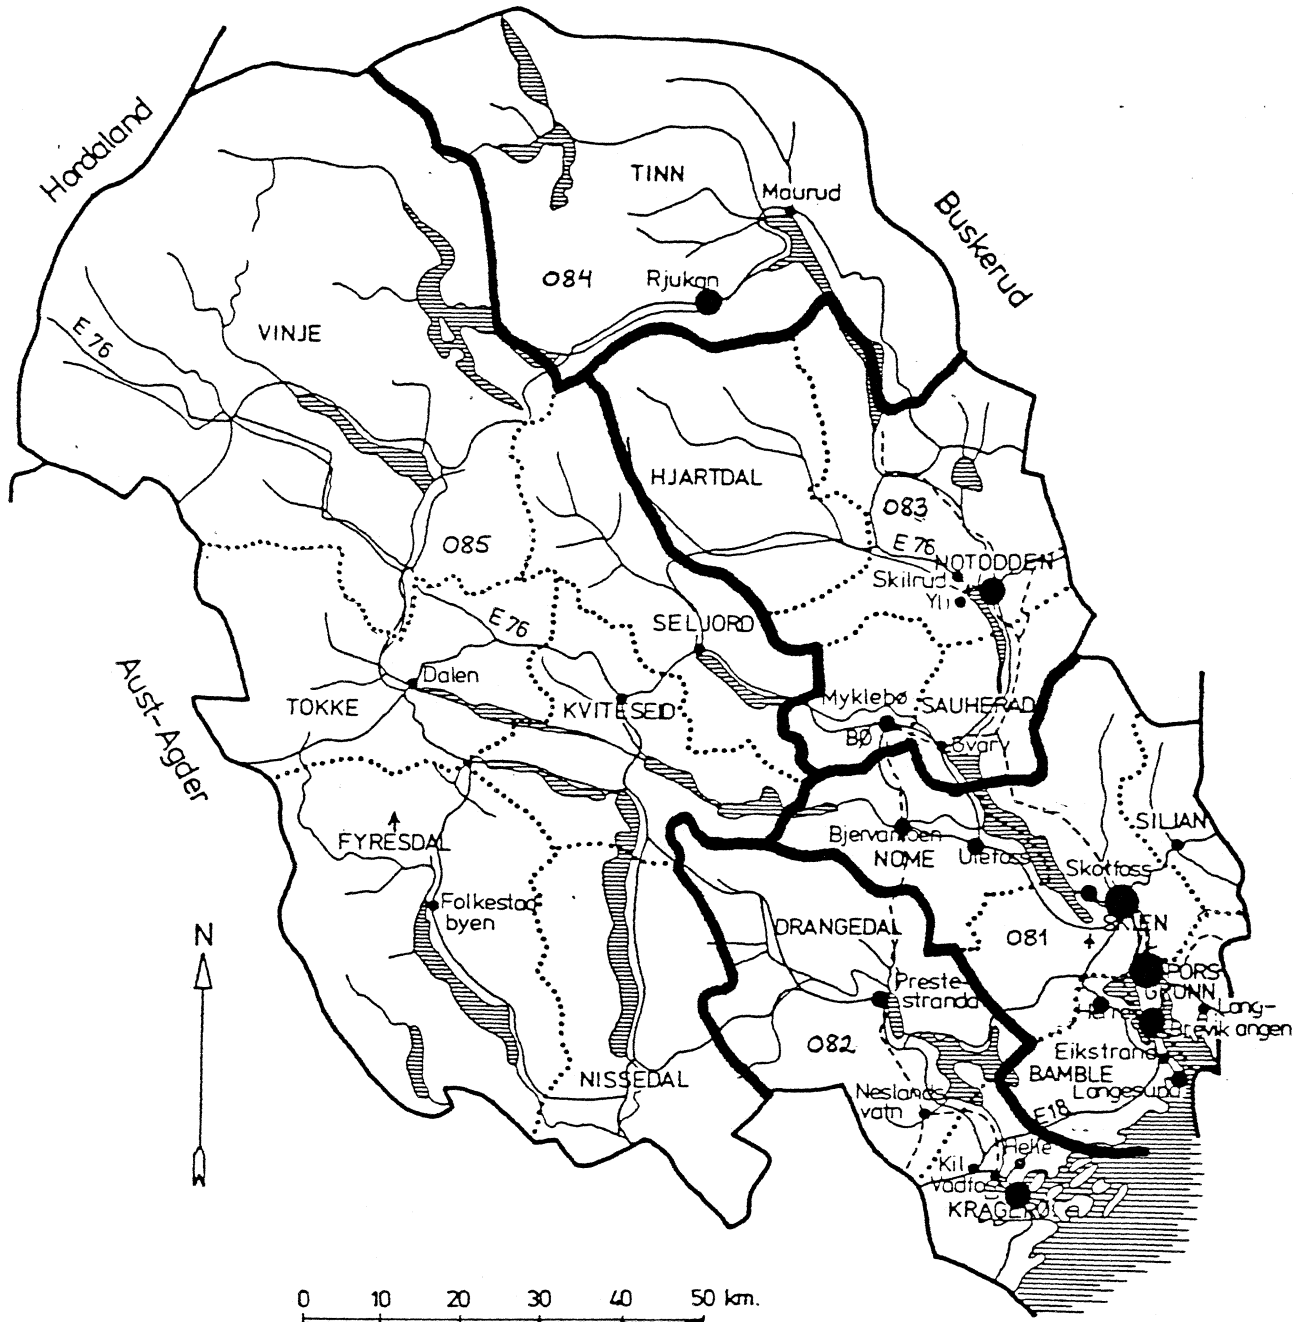 Hordaland
TINN
Maurud
Buskerud
084
Rjukan
E 76
VINJE
HJARTDAL
083
085
E 76
NOTODDEN
Skilrud
Yli
E 76
SELJORD
Aust-Agder
Dalen
TOKKE
KVITESEID
Myklebø
SAUHERAD
BØ
Gvarv
SILJAN
FYRESDAL
NOME
Ulefoss
Skotfoss
Folkestad
byen
N
DRANGEDAL
081
SKIEN
Preste-
stranda
PORS-
GRUNN
Herre
Lang-
angen
Brevik
082
Eikstrand
BAMBLE
NISSEDAL
Langesund
Neslands-
vatn
E18
Helle
Kil
Vadfoss
KRAGERØ
0 10 20 30 40 50 km.